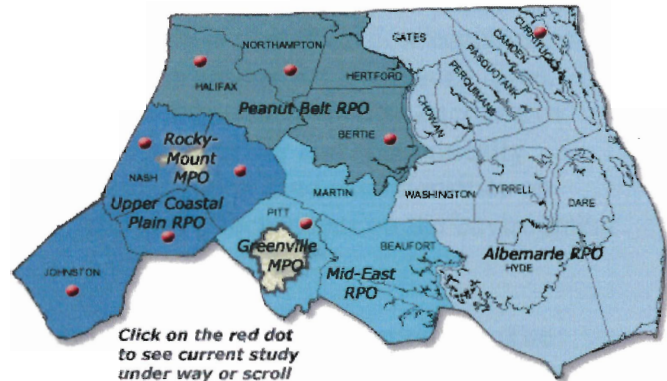 GATES
CURRITUCK
CAMDEN
PASQUOTANK
PERQUIMANS
CHOWAN
NORTHAMPTON
HERTFORD
HALIFAX
Peanut Belt RPO
BERTIE
Rocky-
Mount
MPO
NASH
MARTIN
WASHINGTON
TYRRELL
DARE
Upper Coastal
Plain RPO
PITT
Greenville
MPO
BEAUFORT
Mid-East
RPO
Albemarle RPO
HYDE
JOHNSTON
Click on the red dot
to see current study
under way or scroll